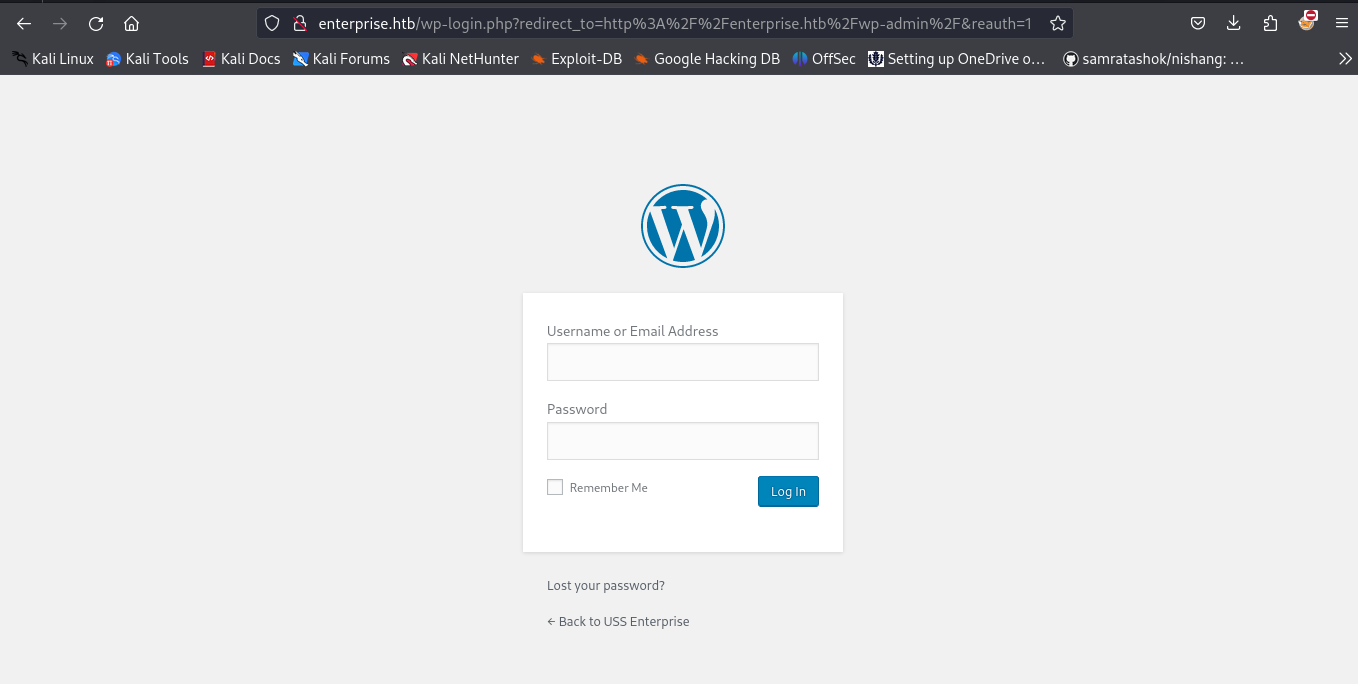 enterprise.htb/wp-login.php?redirect_to=http%3A%2F%2Fenterprise.htb%2Fwp-admin%2F&reauth=1
Kali Linux Kali Tools Kali Docs Kali Forums Kali NetHunter Exploit-DB Google Hacking DB OffSec Setting up OneDrive o... samratashok/nishang: ...
Username or Email Address
Password
Remember Me Log In
Lost your password?
← Back to USS Enterprise